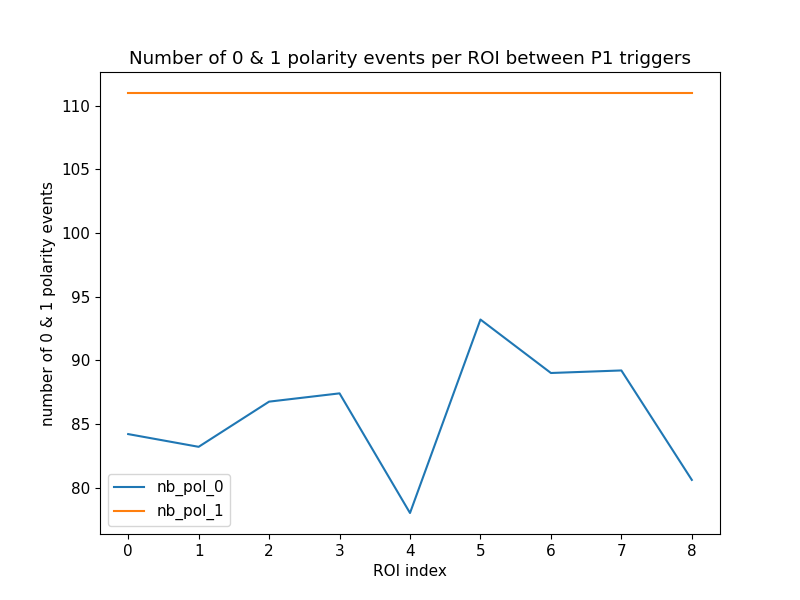 Number of 0 & 1 polarity events per ROI between P1 triggers
number of 0 & 1 polarity events
110
105
100
95
90
85
80
nb_pol_0
nb_pol_1
0 1 2 3 4 5 6 7 8
ROI index